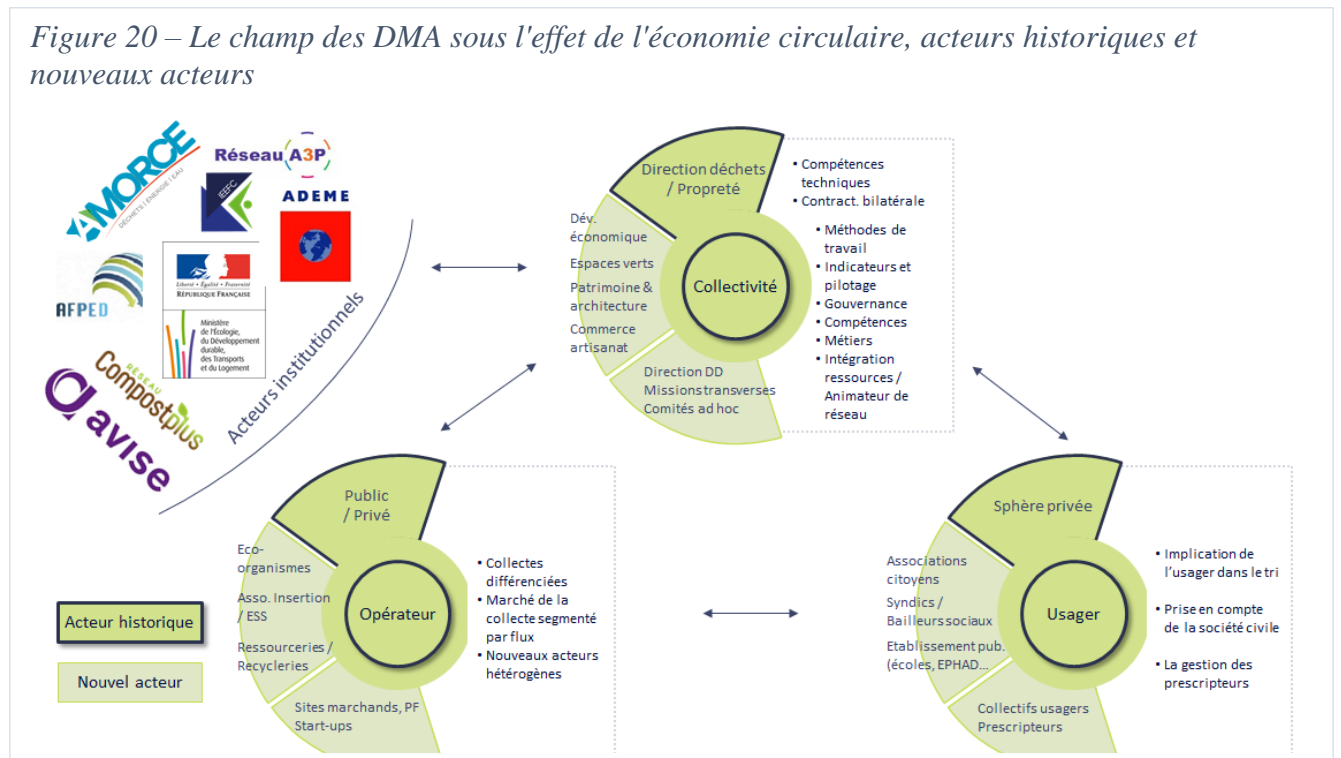 Figure 20 – Le champ des DMA sous l'effet de l'économie circulaire, acteurs historiques et
nouveaux acteurs
AMORCE
DÉCHETS | ÉNERGIE | EAU
Réseau A3P
IEEFC
ADEME
AFPED
Liberté • Égalité • Fraternité
RÉPUBLIQUE FRANÇAISE
Ministère
de l'Écologie,
du Développement
durable,
des Transports
et du Logement
RÉSEAU
Compostplus
avise
Acteurs institutionnels
Direction déchets
/ Propreté
Dév.
économique
Espaces verts
Patrimoine &
architecture
Commerce
artisanat
Direction DD
Missions transverses
Comités ad hoc
Collectivité
• Compétences
techniques
• Contract. bilatérale
• Méthodes de
travail
• Indicateurs et
pilotage
• Gouvernance
• Compétences
• Métiers
• Intégration
ressources /
Animateur de
réseau
Public
/ Privé
Eco-
organismes
Asso. Insertion
/ ESS
Ressourceries /
Recycleries
Sites marchands, PF
Start-ups
Opérateur
• Collectes
différenciées
• Marché de la
collecte segmenté
par flux
• Nouveaux acteurs
hétérogènes
Sphère privée
Associations
citoyens
Syndics /
Bailleurs sociaux
Etablissement pub.
(écoles, EPHAD...
Collectifs usagers
Prescripteurs
Usager
• Implication de
l'usager dans le tri
• Prise en compte
de la société civile
• La gestion des
prescripteurs
Acteur historique
Nouvel acteur